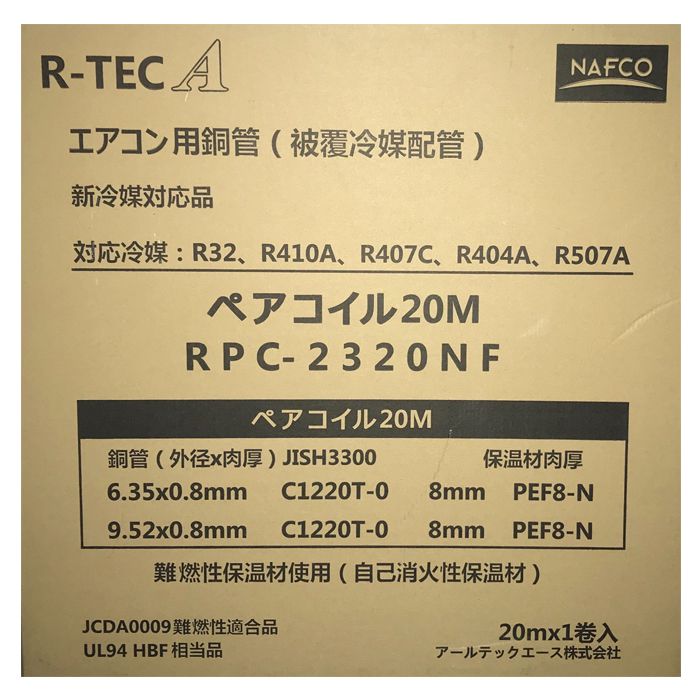 R-TEC A
NAFCO
エアコン用銅管（被覆冷媒配管）
新冷媒対応品
対応冷媒：R32、R410A、R407C、R404A、R507A
ペアコイル20M
RPC-2320NF
ペアコイル20M
銅管（外径x肉厚）JISH3300 保温材肉厚
6.35x0.8mm C1220T-0 8mm PEF8-N
9.52x0.8mm C1220T-0 8mm PEF8-N
難燃性保温材使用（自己消火性保温材）
JCDA0009難燃性適合品
UL94 HBF相当品
20mx1巻入
アールテックエース株式会社